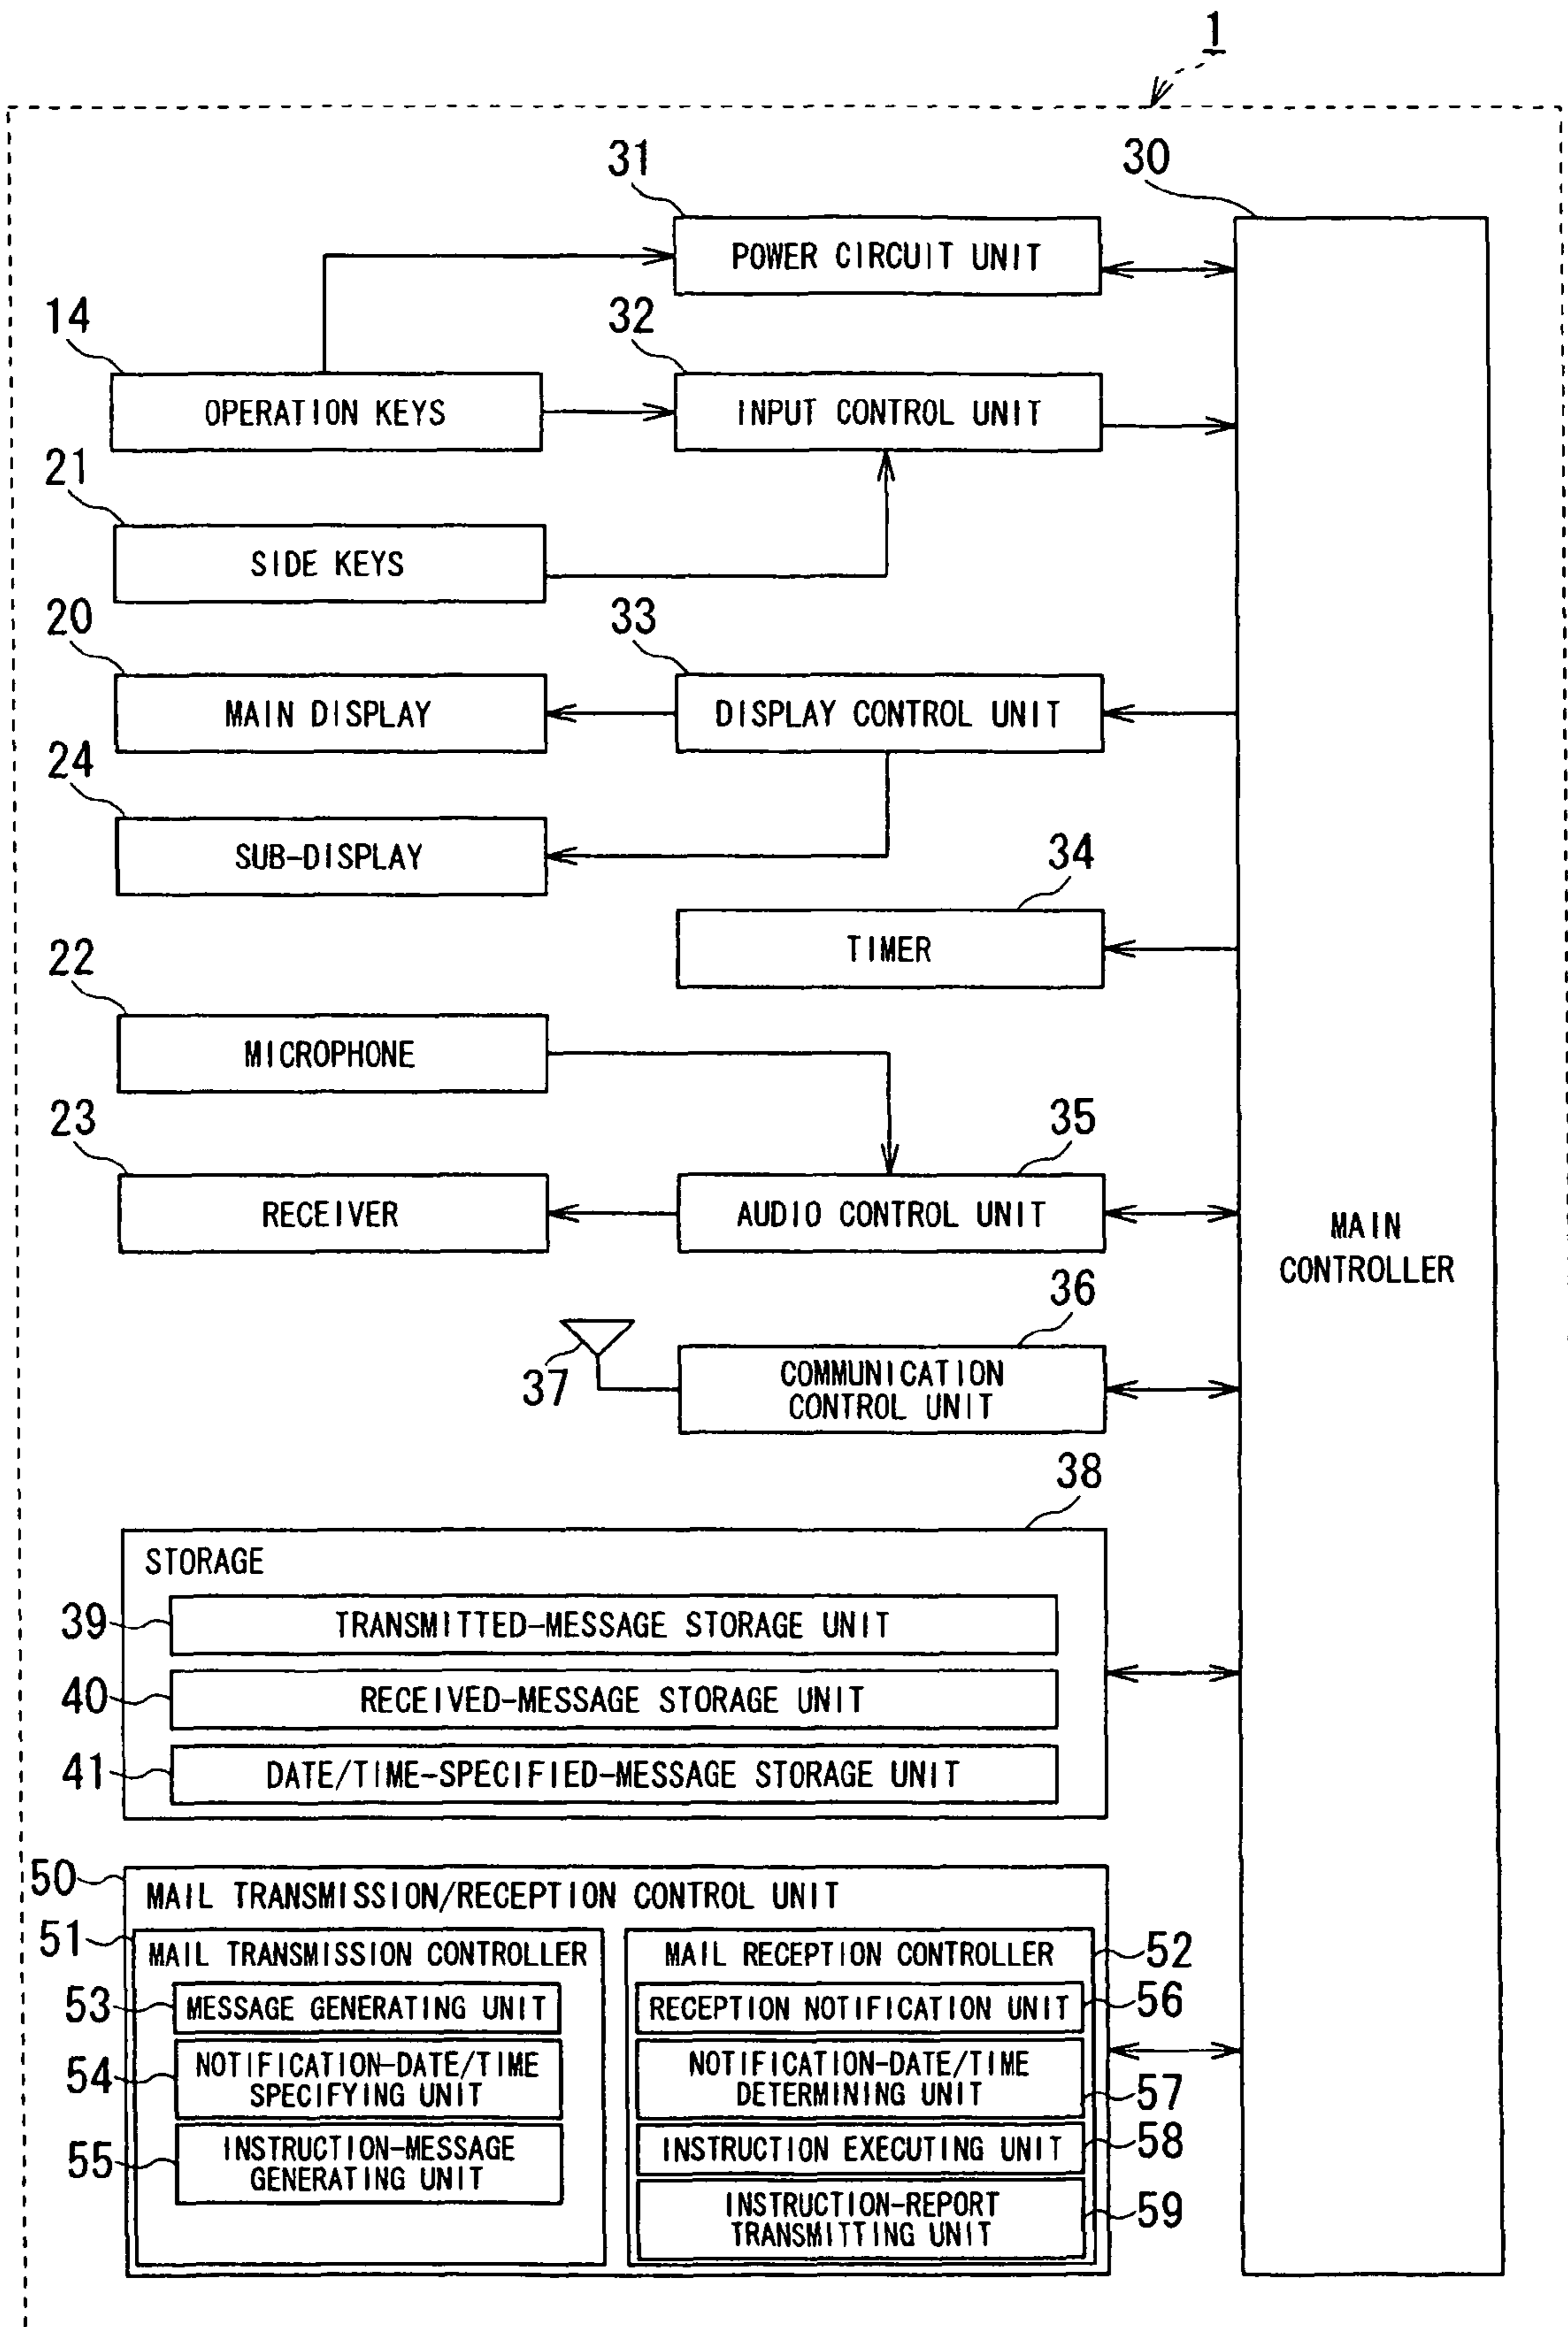 1
31
30
POWER CIRCUIT UNIT
14
32
OPERATION KEYS
INPUT CONTROL UNIT
21
SIDE KEYS
20
33
MAIN DISPLAY
DISPLAY CONTROL UNIT
24
SUB-DISPLAY
34
TIMER
22
MICROPHONE
23
35
RECEIVER
AUDIO CONTROL UNIT
MAIN
CONTROLLER
36
37
COMMUNICATION
CONTROL UNIT
38
STORAGE
39
TRANSMITTED-MESSAGE STORAGE UNIT
40
RECEIVED-MESSAGE STORAGE UNIT
41
DATE/TIME-SPECIFIED-MESSAGE STORAGE UNIT
50
MAIL TRANSMISSION/RECEPTION CONTROL UNIT
51
MAIL TRANSMISSION CONTROLLER
53
MESSAGE GENERATING UNIT
54
NOTIFICATION-DATE/TIME
SPECIFYING UNIT
55
INSTRUCTION-MESSAGE
GENERATING UNIT
MAIL RECEPTION CONTROLLER
52
RECEPTION NOTIFICATION UNIT
56
NOTIFICATION-DATE/TIME
DETERMINING UNIT
57
INSTRUCTION EXECUTING UNIT
58
INSTRUCTION-REPORT
TRANSMITTING UNIT
59